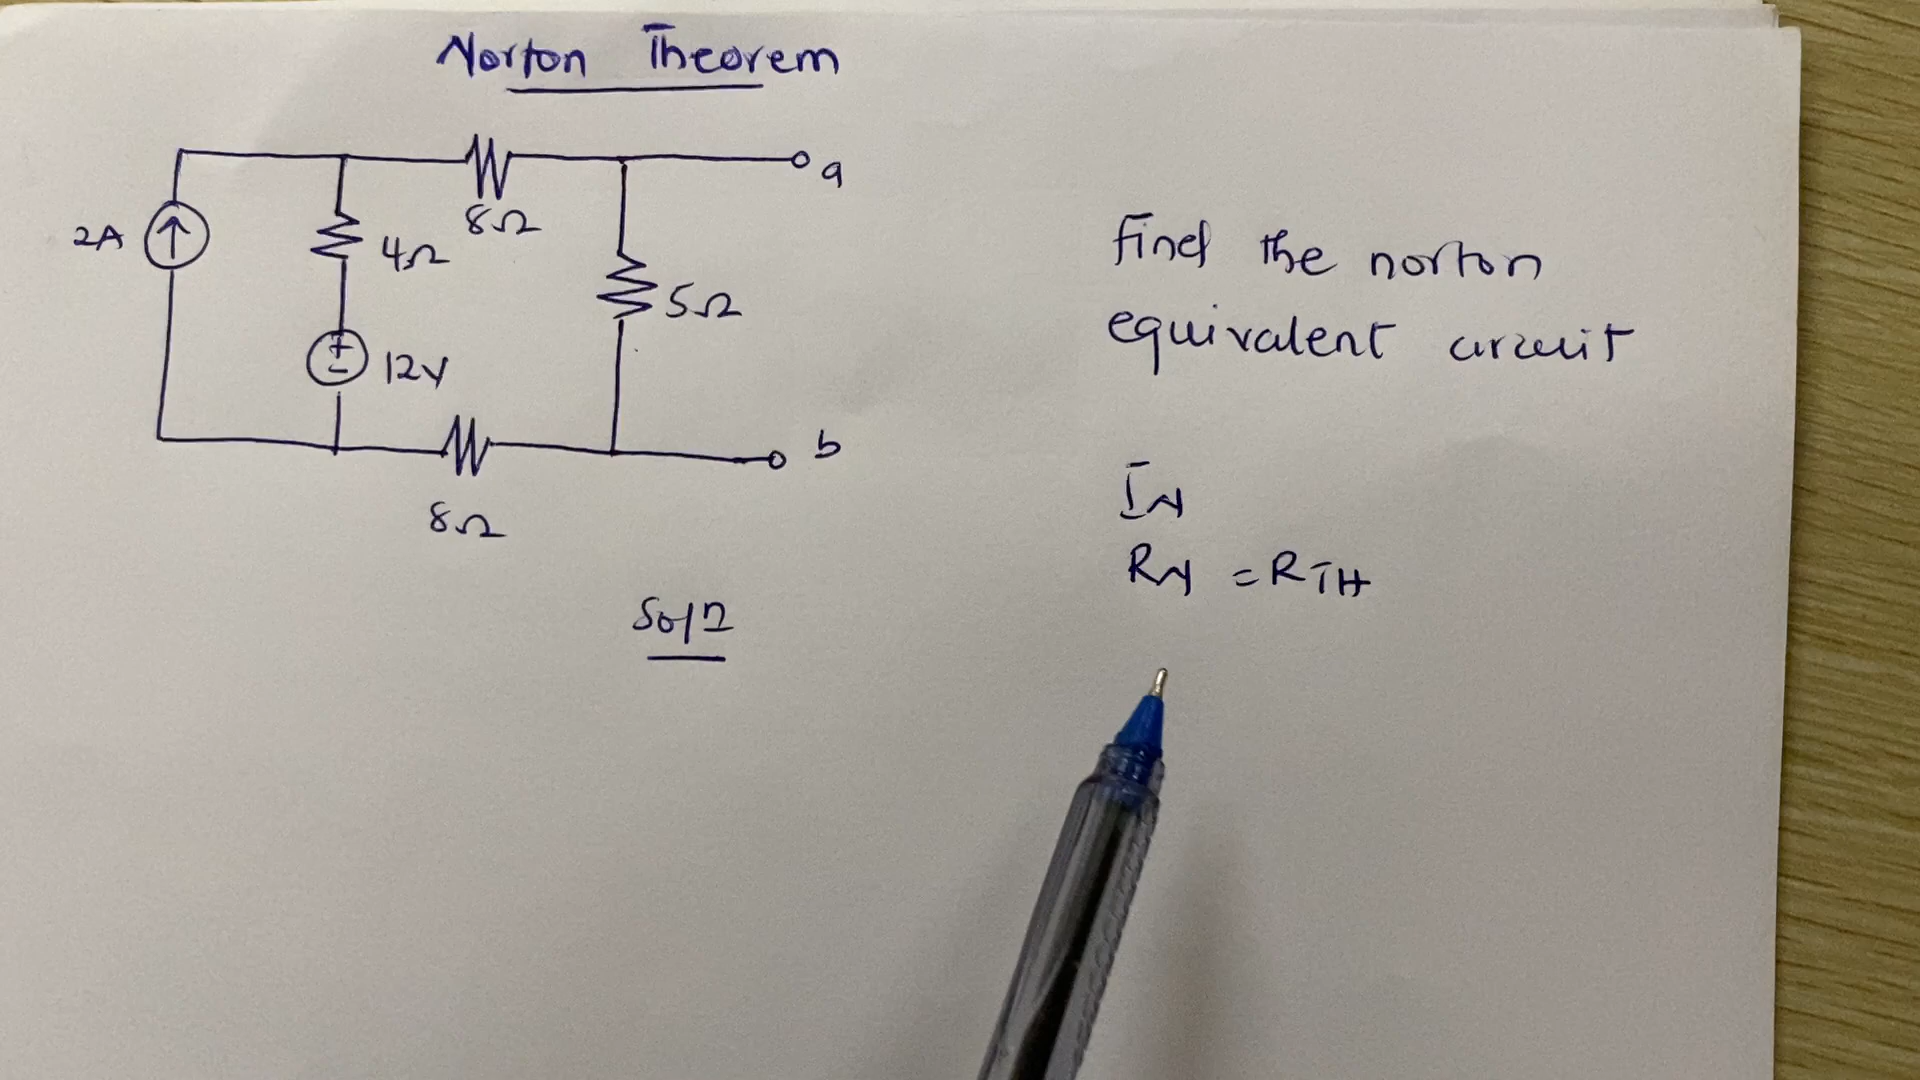 Norton Theorem
8Ω
a
2A
4Ω
5Ω
12V
8Ω
b
Find the norton
equivalent circuit
IN
RN = RTH
Soln